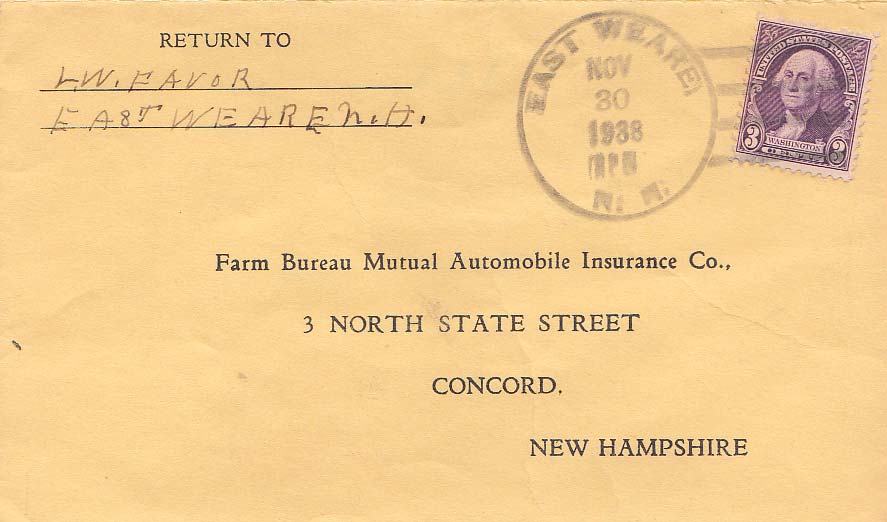 RETURN TO
L.W. FAVOR
EAST WEARE N.H.
EAST WEARE
NOV
30
1938
N. H.
UNITED STATES POSTAGE
3 WASHINGTON 3
CENTS
Farm Bureau Mutual Automobile Insurance Co.,
3 NORTH STATE STREET
CONCORD,
NEW HAMPSHIRE